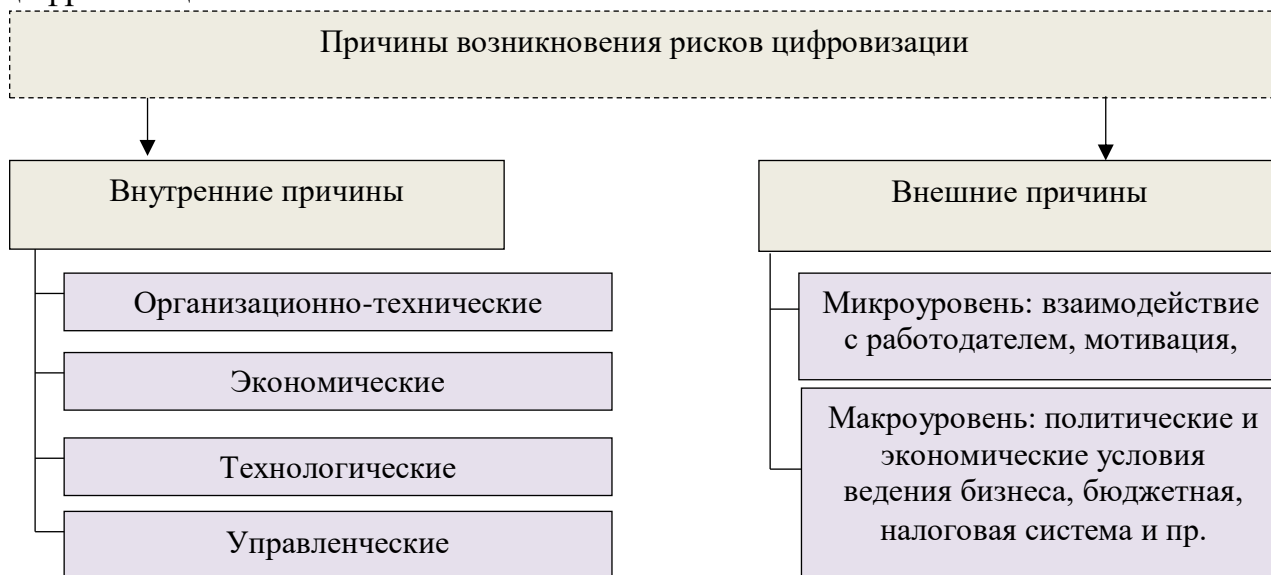 Причины возникновения рисков цифровизации
Внутренние причины
Внешние причины
Организационно-технические
Экономические
Технологические
Управленческие
Микроуровень: взаимодействие
с работодателем, мотивация,
Макроуровень: политические и
экономические условия
ведения бизнеса, бюджетная,
налоговая система и пр.